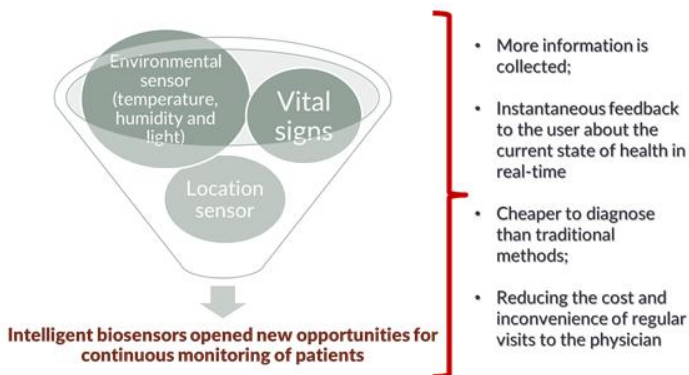 Environmental
sensor
(temperature,
humidity and
light)
Vital
signs
Location
sensor
Intelligent biosensors opened new opportunities for
continuous monitoring of patients
• More information is
collected;
• Instantaneous feedback
to the user about the
current state of health in
real-time
• Cheaper to diagnose
than traditional
methods;
• Reducing the cost and
inconvenience of regular
visits to the physician